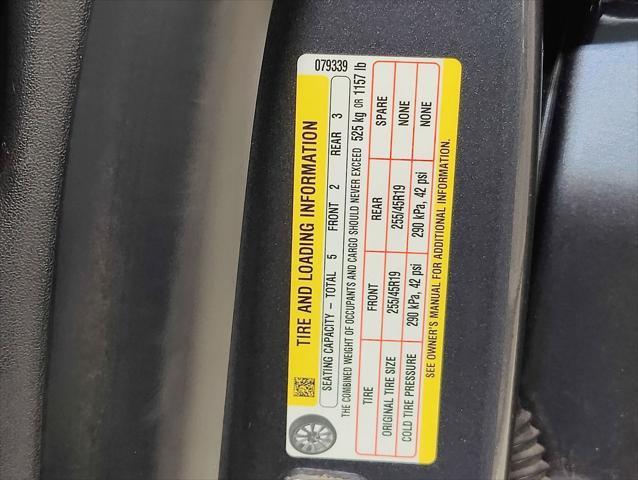 079339
TIRE AND LOADING INFORMATION
SEATING CAPACITY – TOTAL 5 FRONT 2 REAR 3
THE COMBINED WEIGHT OF OCCUPANTS AND CARGO SHOULD NEVER EXCEED 525 kg OR 1157 lb
TIRE FRONT REAR SPARE
ORIGINAL TIRE SIZE 255/45R19 255/45R19 NONE
COLD TIRE PRESSURE 290 kPa, 42 psi 290 kPa, 42 psi NONE
SEE OWNER'S MANUAL FOR ADDITIONAL INFORMATION.